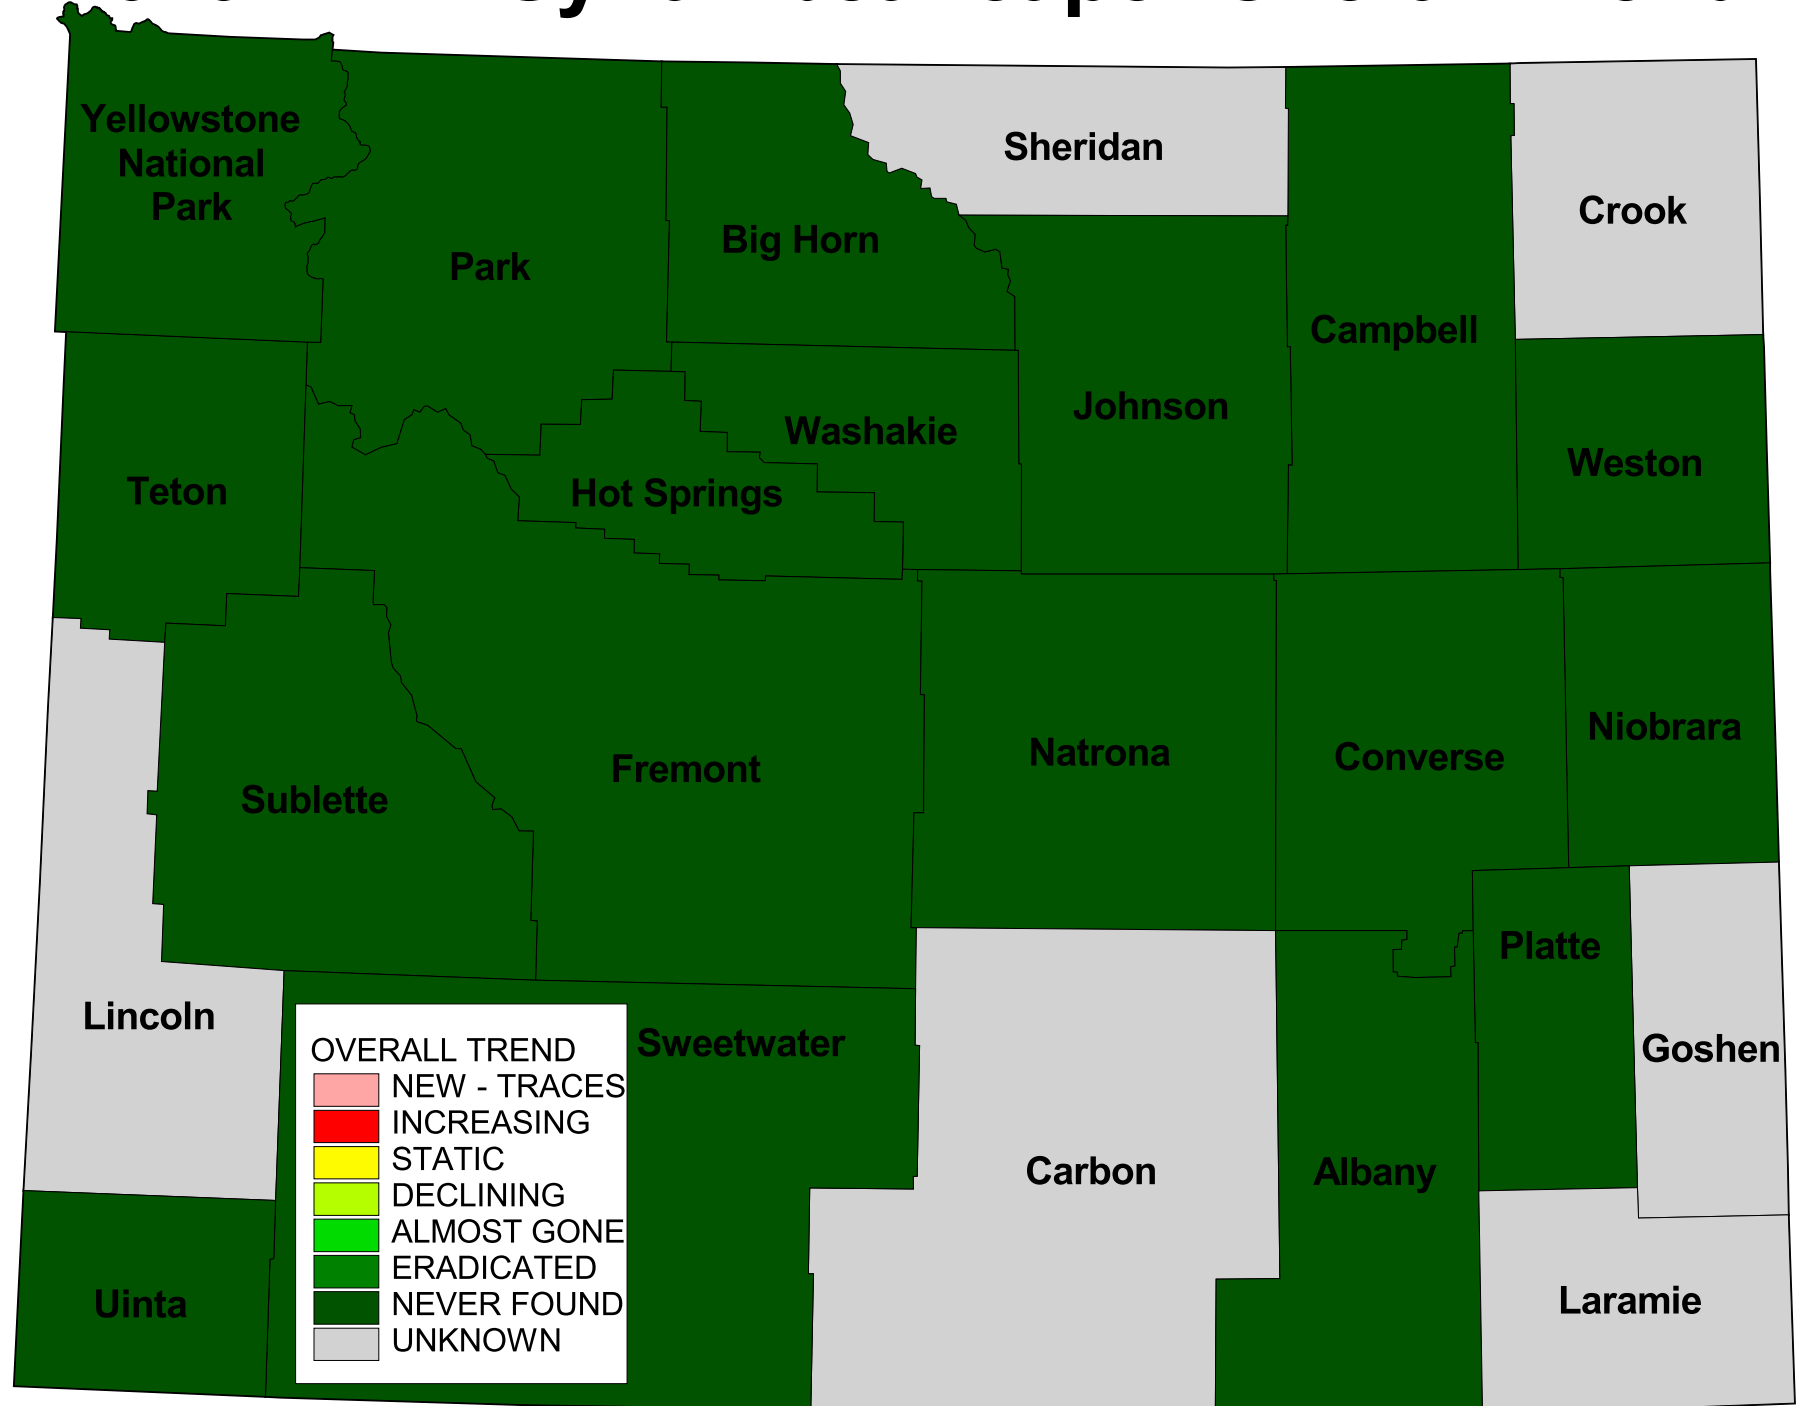 Yellowstone
National
Park
Sheridan
Crook
Big Horn
Park
Campbell
Johnson
Washakie
Weston
Teton
Hot Springs
Niobrara
Natrona
Converse
Fremont
Sublette
Platte
Lincoln
Sweetwater
Goshen
OVERALL TREND
NEW - TRACES
INCREASING
STATIC
DECLINING
ALMOST GONE
ERADICATED
NEVER FOUND
UNKNOWN
Carbon
Albany
Laramie
Uinta